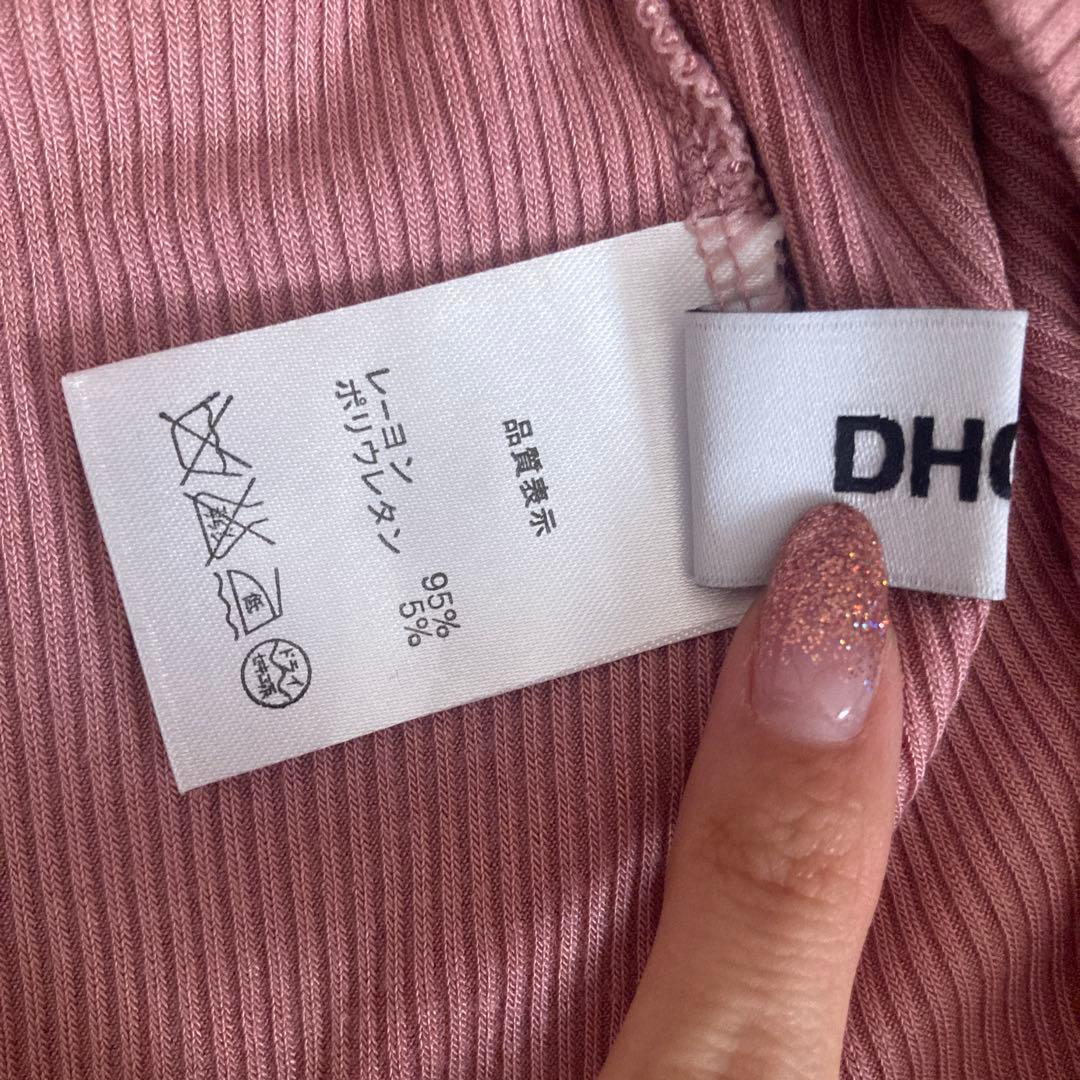 品質表示
レーヨン 95%
ポリウレタン 5%
低
ドライ
DHC